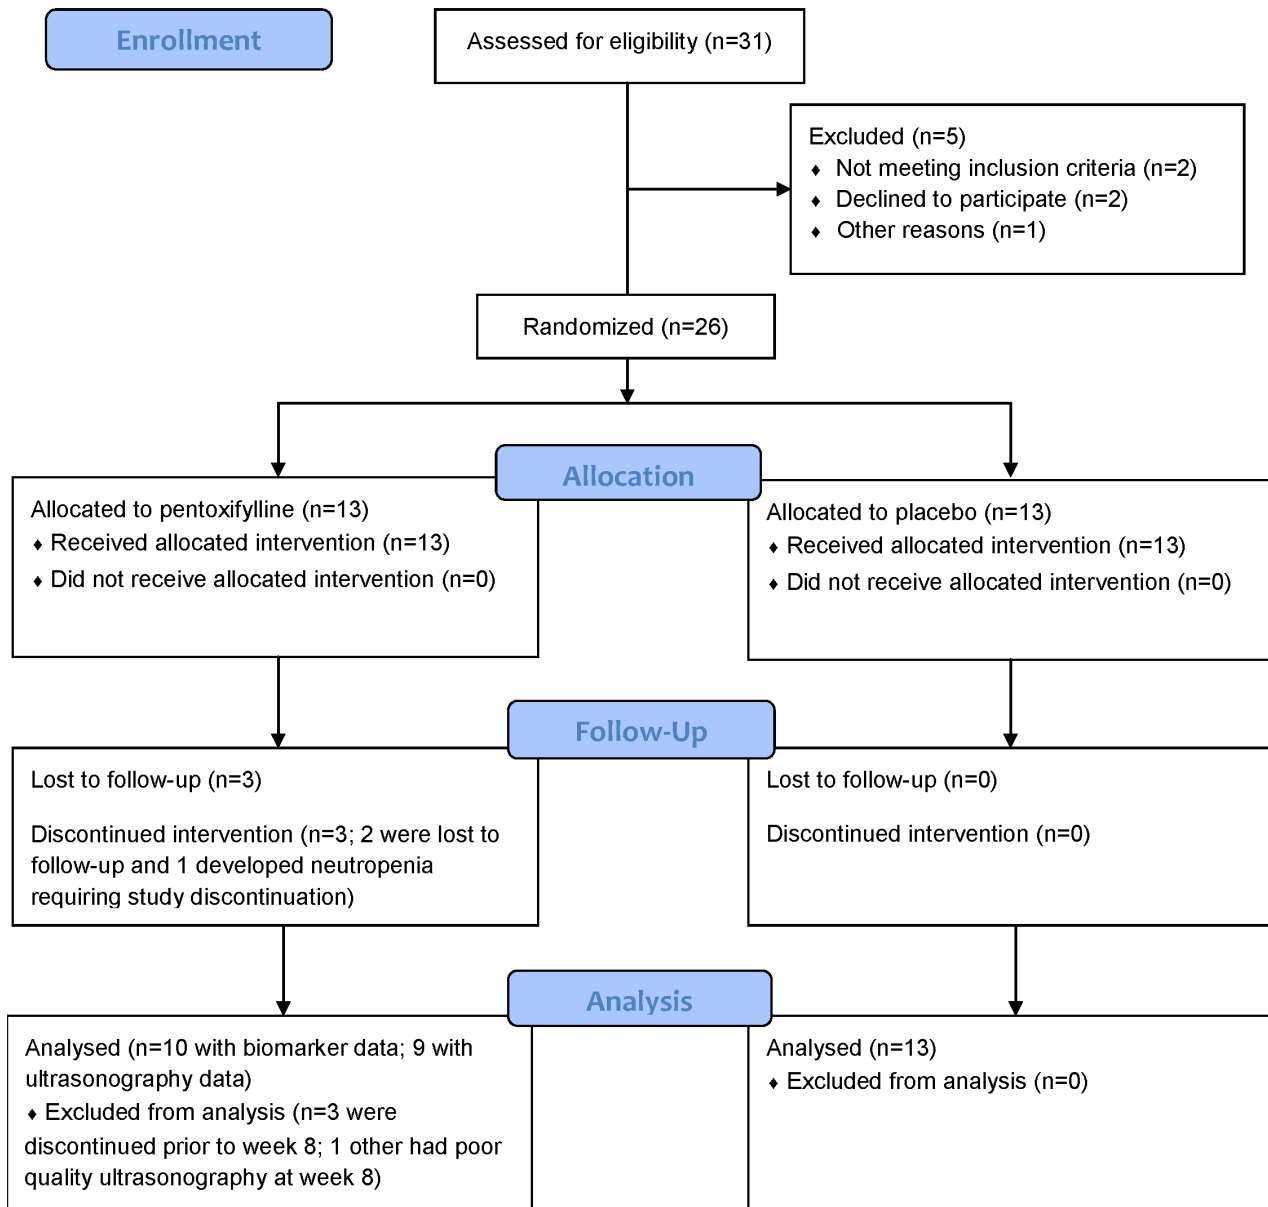 Enrollment
Assessed for eligibility (n=31)
Excluded (n=5)
♦ Not meeting inclusion criteria (n=2)
♦ Declined to participate (n=2)
♦ Other reasons (n=1)
Randomized (n=26)
Allocation
Allocated to pentoxifylline (n=13)
♦ Received allocated intervention (n=13)
♦ Did not receive allocated intervention (n=0)
Allocated to placebo (n=13)
♦ Received allocated intervention (n=13)
♦ Did not receive allocated intervention (n=0)
Follow-Up
Lost to follow-up (n=3)
Discontinued intervention (n=3; 2 were lost to
follow-up and 1 developed neutropenia
requiring study discontinuation)
Lost to follow-up (n=0)
Discontinued intervention (n=0)
Analysis
Analysed (n=10 with biomarker data; 9 with
ultrasonography data)
♦ Excluded from analysis (n=3 were
discontinued prior to week 8; 1 other had poor
quality ultrasonography at week 8)
Analysed (n=13)
♦ Excluded from analysis (n=0)